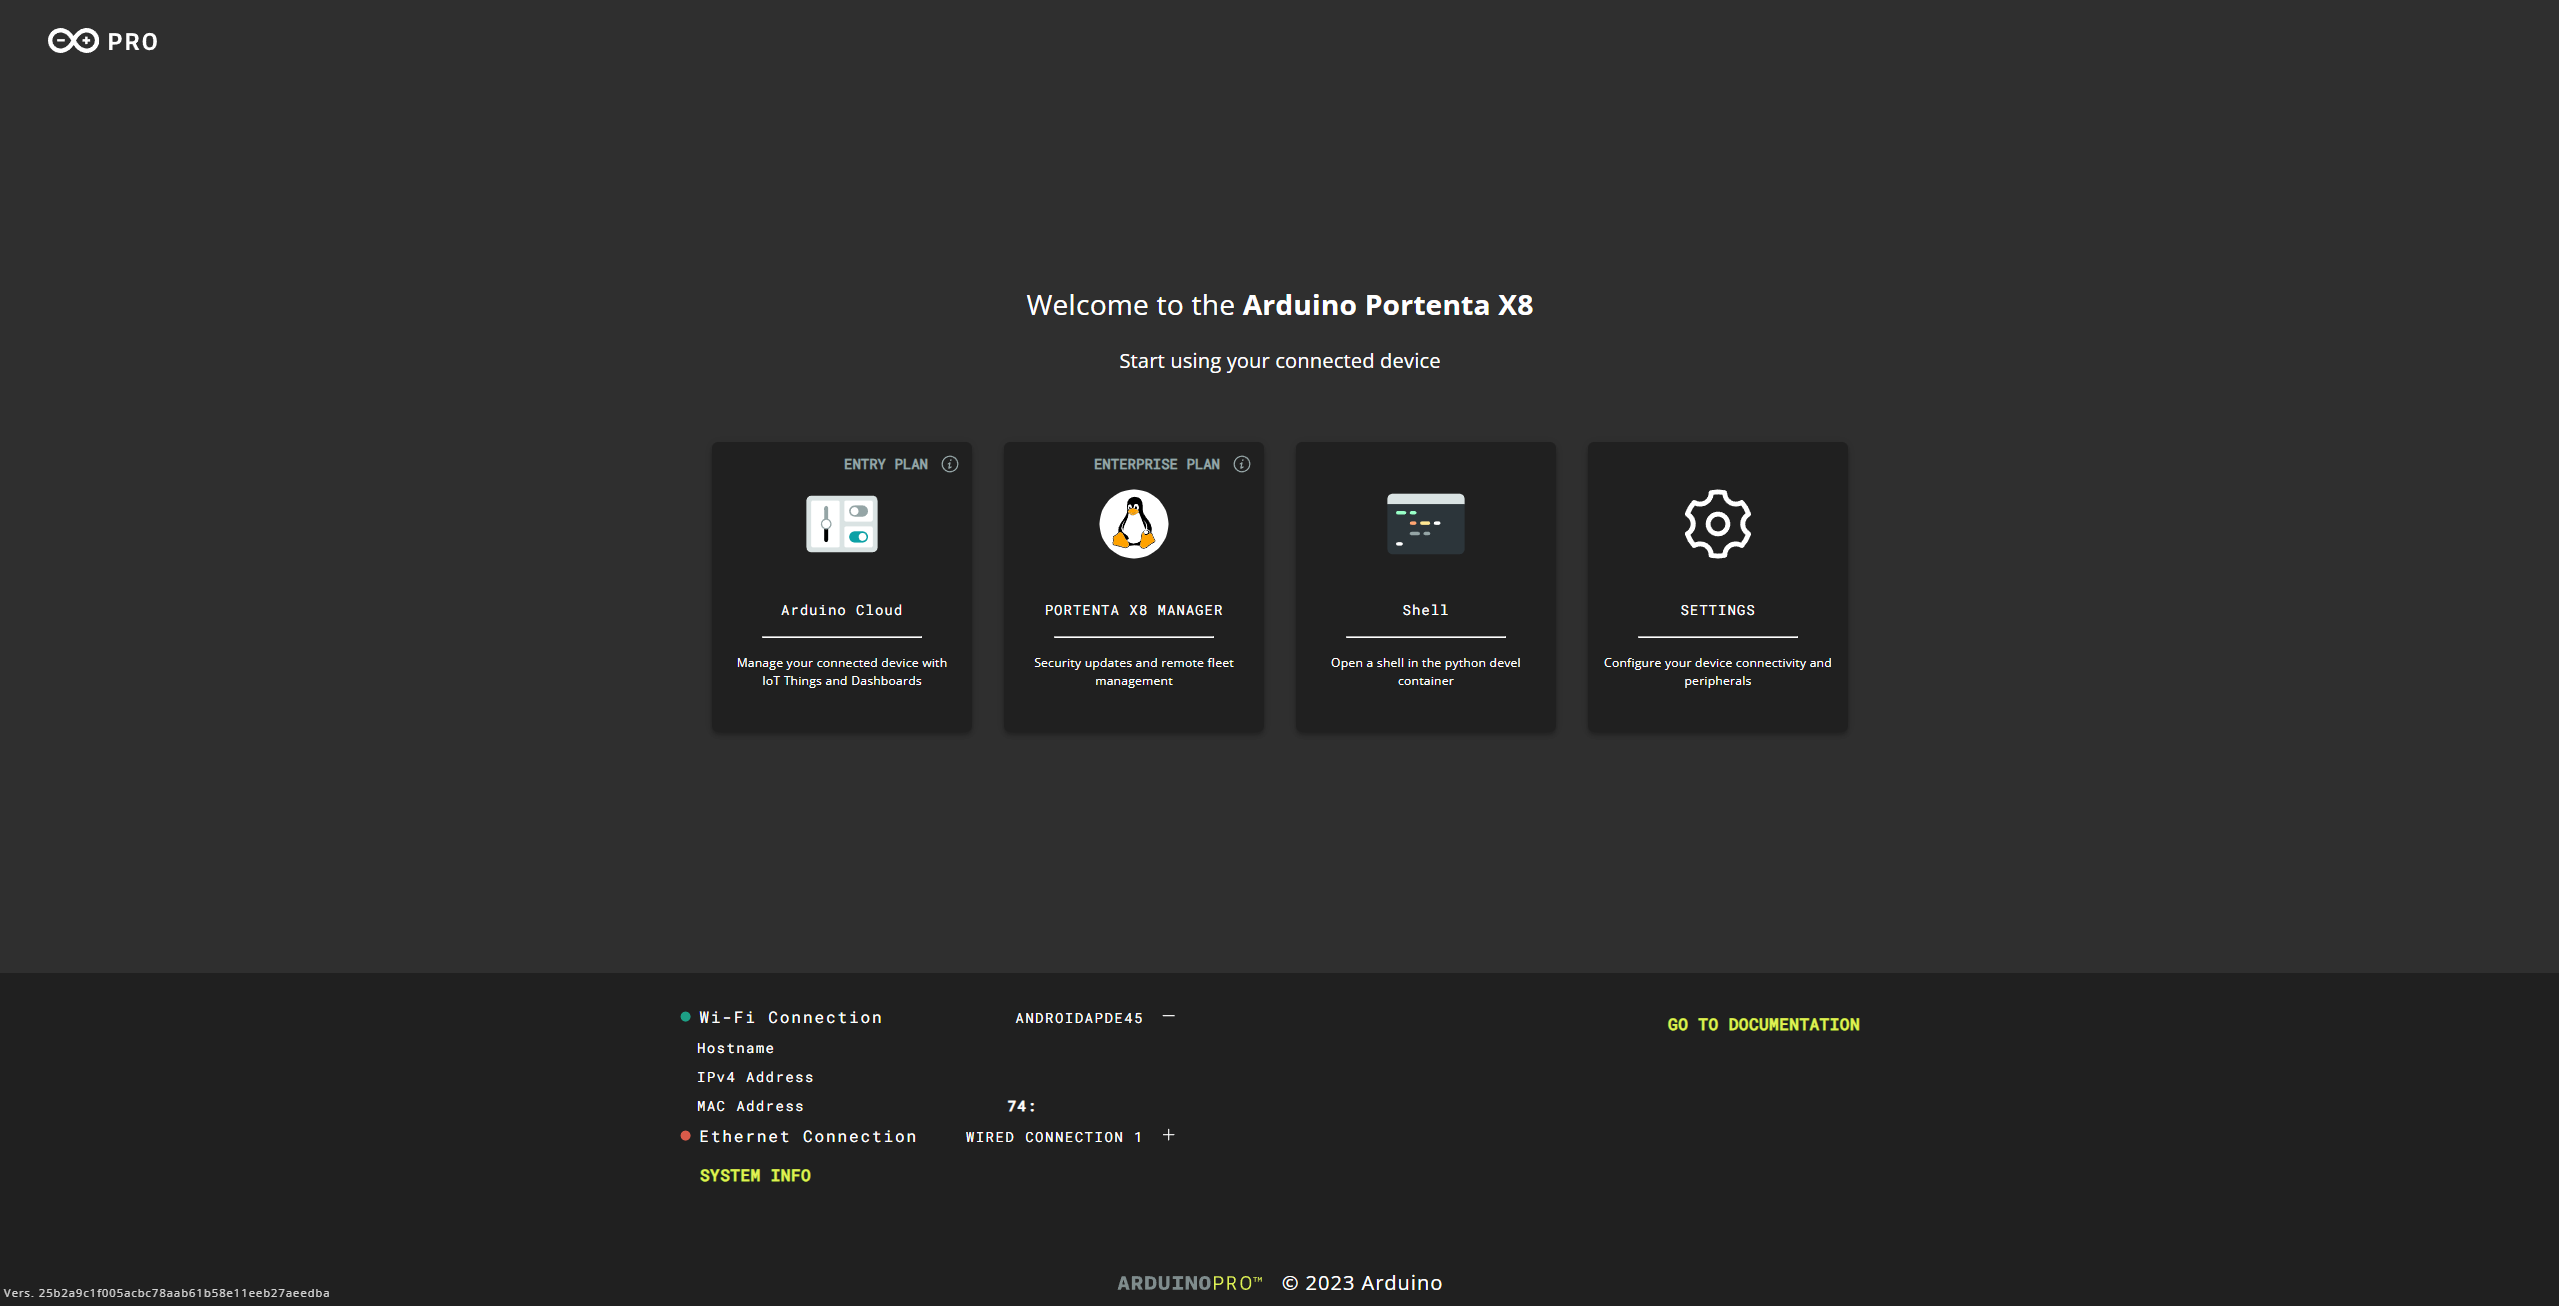 PRO
Welcome to the Arduino Portenta X8
Start using your connected device
ENTRY PLAN
Arduino Cloud
Manage your connected device with
IoT Things and Dashboards
ENTERPRISE PLAN
PORTENTA X8 MANAGER
Security updates and remote fleet
management
Shell
Open a shell in the python devel
container
SETTINGS
Configure your device connectivity and
peripherals
Wi-Fi Connection ANDROIDAPDE45 −
Hostname
IPv4 Address
MAC Address 74:
Ethernet Connection WIRED CONNECTION 1 +
SYSTEM INFO
GO TO DOCUMENTATION
ARDUINOPRO™ © 2023 Arduino
Vers. 25b2a9c1f005acbc78aab61b58e11eeb27aeedba